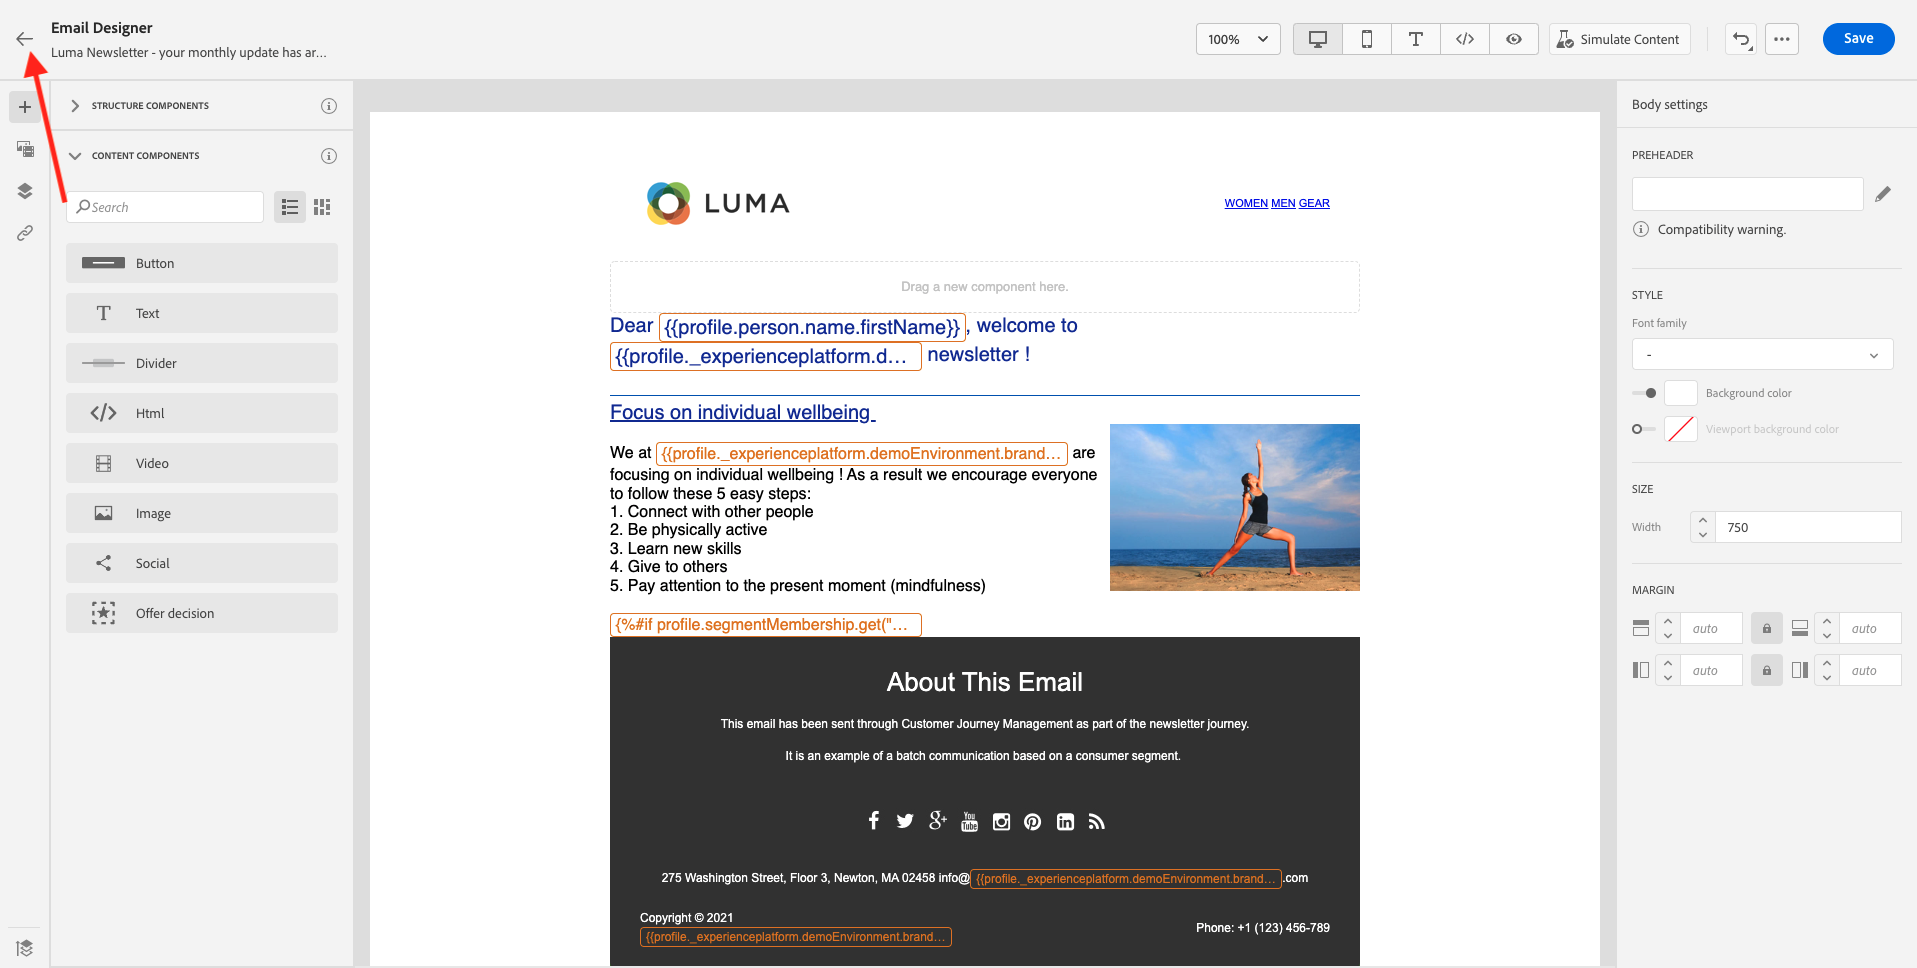 Email Designer
Luma Newsletter - your monthly update has ar...
100%
Simulate Content
Save
STRUCTURE COMPONENTS
CONTENT COMPONENTS
Search
Button
Text
Divider
Html
Video
Image
Social
Offer decision
LUMA
WOMEN MEN GEAR
Drag a new component here.
Dear {{profile.person.name.firstName}}, welcome to
{{profile._experienceplatform.d... newsletter !
Focus on individual wellbeing
We at {{profile._experienceplatform.demoEnvironment.brand... are
focusing on individual wellbeing ! As a result we encourage everyone
to follow these 5 easy steps:
1. Connect with other people
2. Be physically active
3. Learn new skills
4. Give to others
5. Pay attention to the present moment (mindfulness)
{%#if profile.segmentMembership.get("...
About This Email
This email has been sent through Customer Journey Management as part of the newsletter journey.
It is an example of a batch communication based on a consumer segment.
You Tube
275 Washington Street, Floor 3, Newton, MA 02458 info@{{profile._experienceplatform.demoEnvironment.brand... .com
Copyright © 2021
{{profile._experienceplatform.demoEnvironment.brand...
Phone: +1 (123) 456-789
Body settings
PREHEADER
Compatibility warning.
STYLE
Font family
-
Background color
Viewport background color
SIZE
Width
750
MARGIN
auto
auto
auto
auto